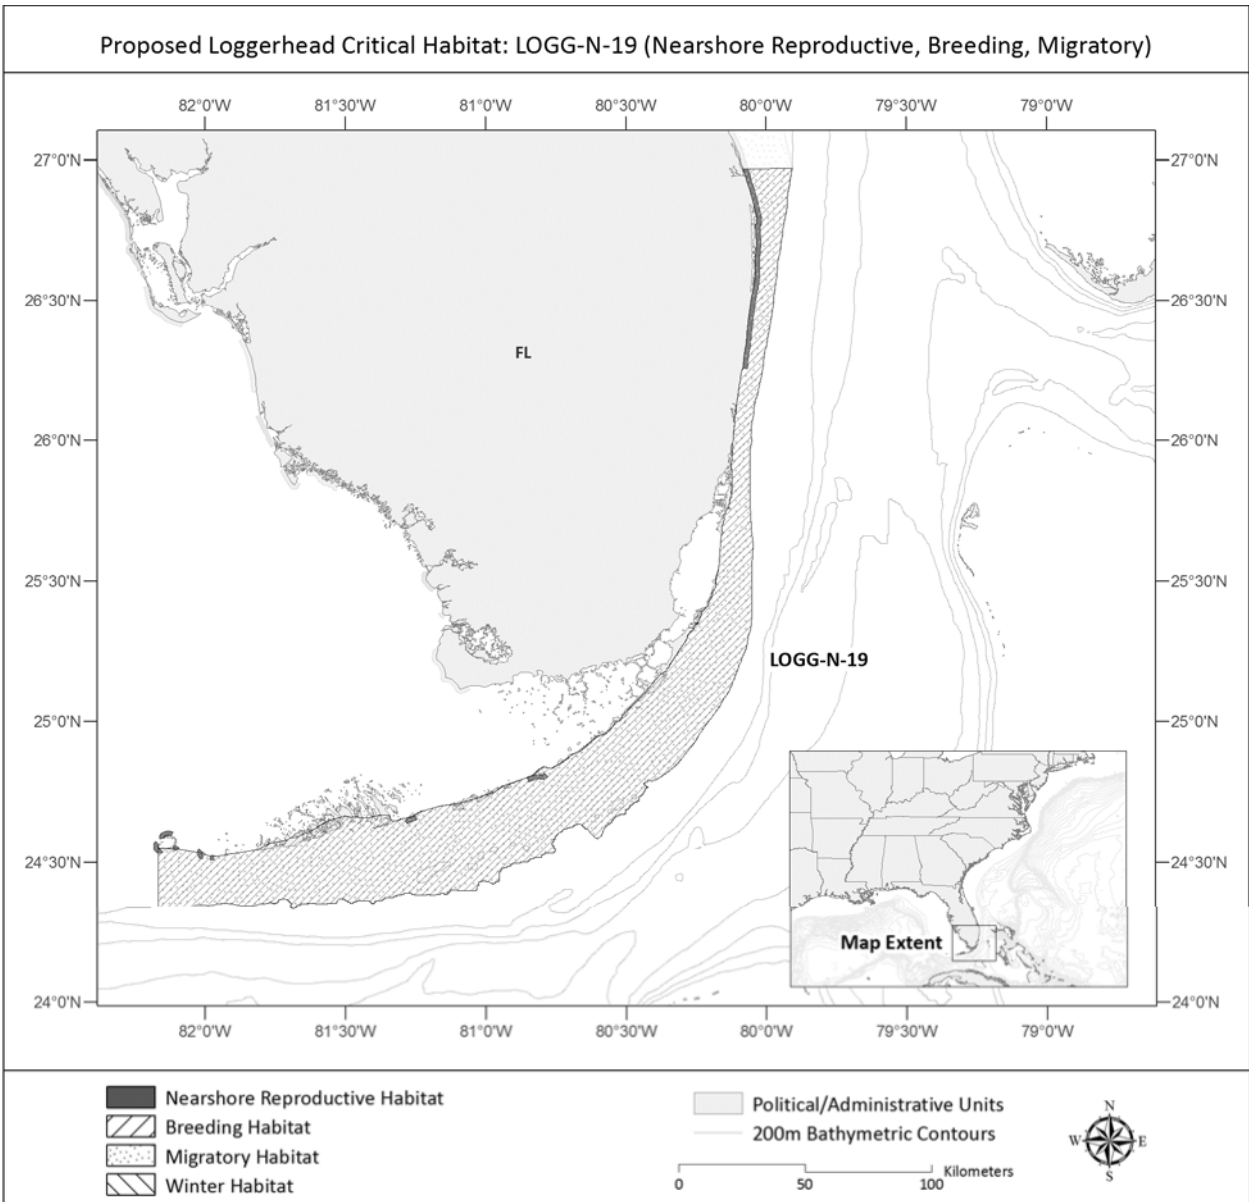 Proposed Loggerhead Critical Habitat: LOGG-N-19 (Nearshore Reproductive, Breeding, Migratory)
82°0'W 81°30'W 81°0'W 80°30'W 80°0'W 79°30'W 79°0'W
27°0'N 27°0'N
26°30'N 26°30'N
FL
26°0'N 26°0'N
25°30'N 25°30'N
LOGG-N-19
25°0'N 25°0'N
24°30'N 24°30'N
Map Extent
24°0'N 24°0'N
82°0'W 81°30'W 81°0'W 80°30'W 80°0'W 79°30'W 79°0'W
Nearshore Reproductive Habitat
Breeding Habitat
Migratory Habitat
Winter Habitat
Political/Administrative Units
200m Bathymetric Contours
Kilometers
0 50 100
N
W E
S